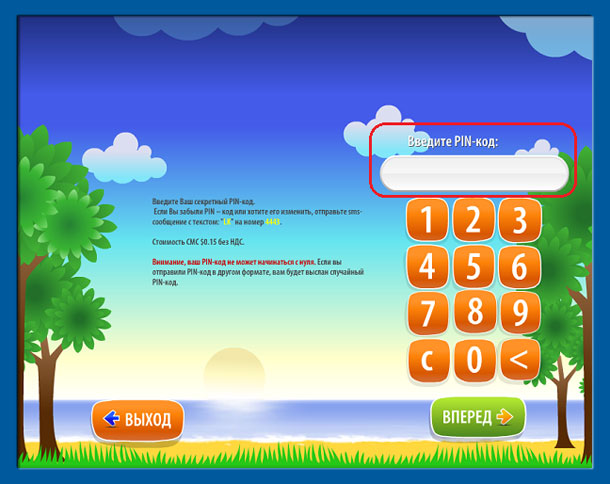 Введите PIN-код:
Введите Ваш секретный PIN-код.
Если Вы забыли PIN – код или хотите его изменить, отправьте sms-
сообщение с текстом: "LK" на номер 4443.
Стоимость СМС $0.15 без НДС.
Внимание, ваш PIN-код не может начинаться с нуля. Если вы
отправили PIN-код в другом формате, вам будет выслан случайный
PIN-код.
1 2 3
4 5 6
7 8 9
С 0 <
ВЫХОД
ВПЕРЕД